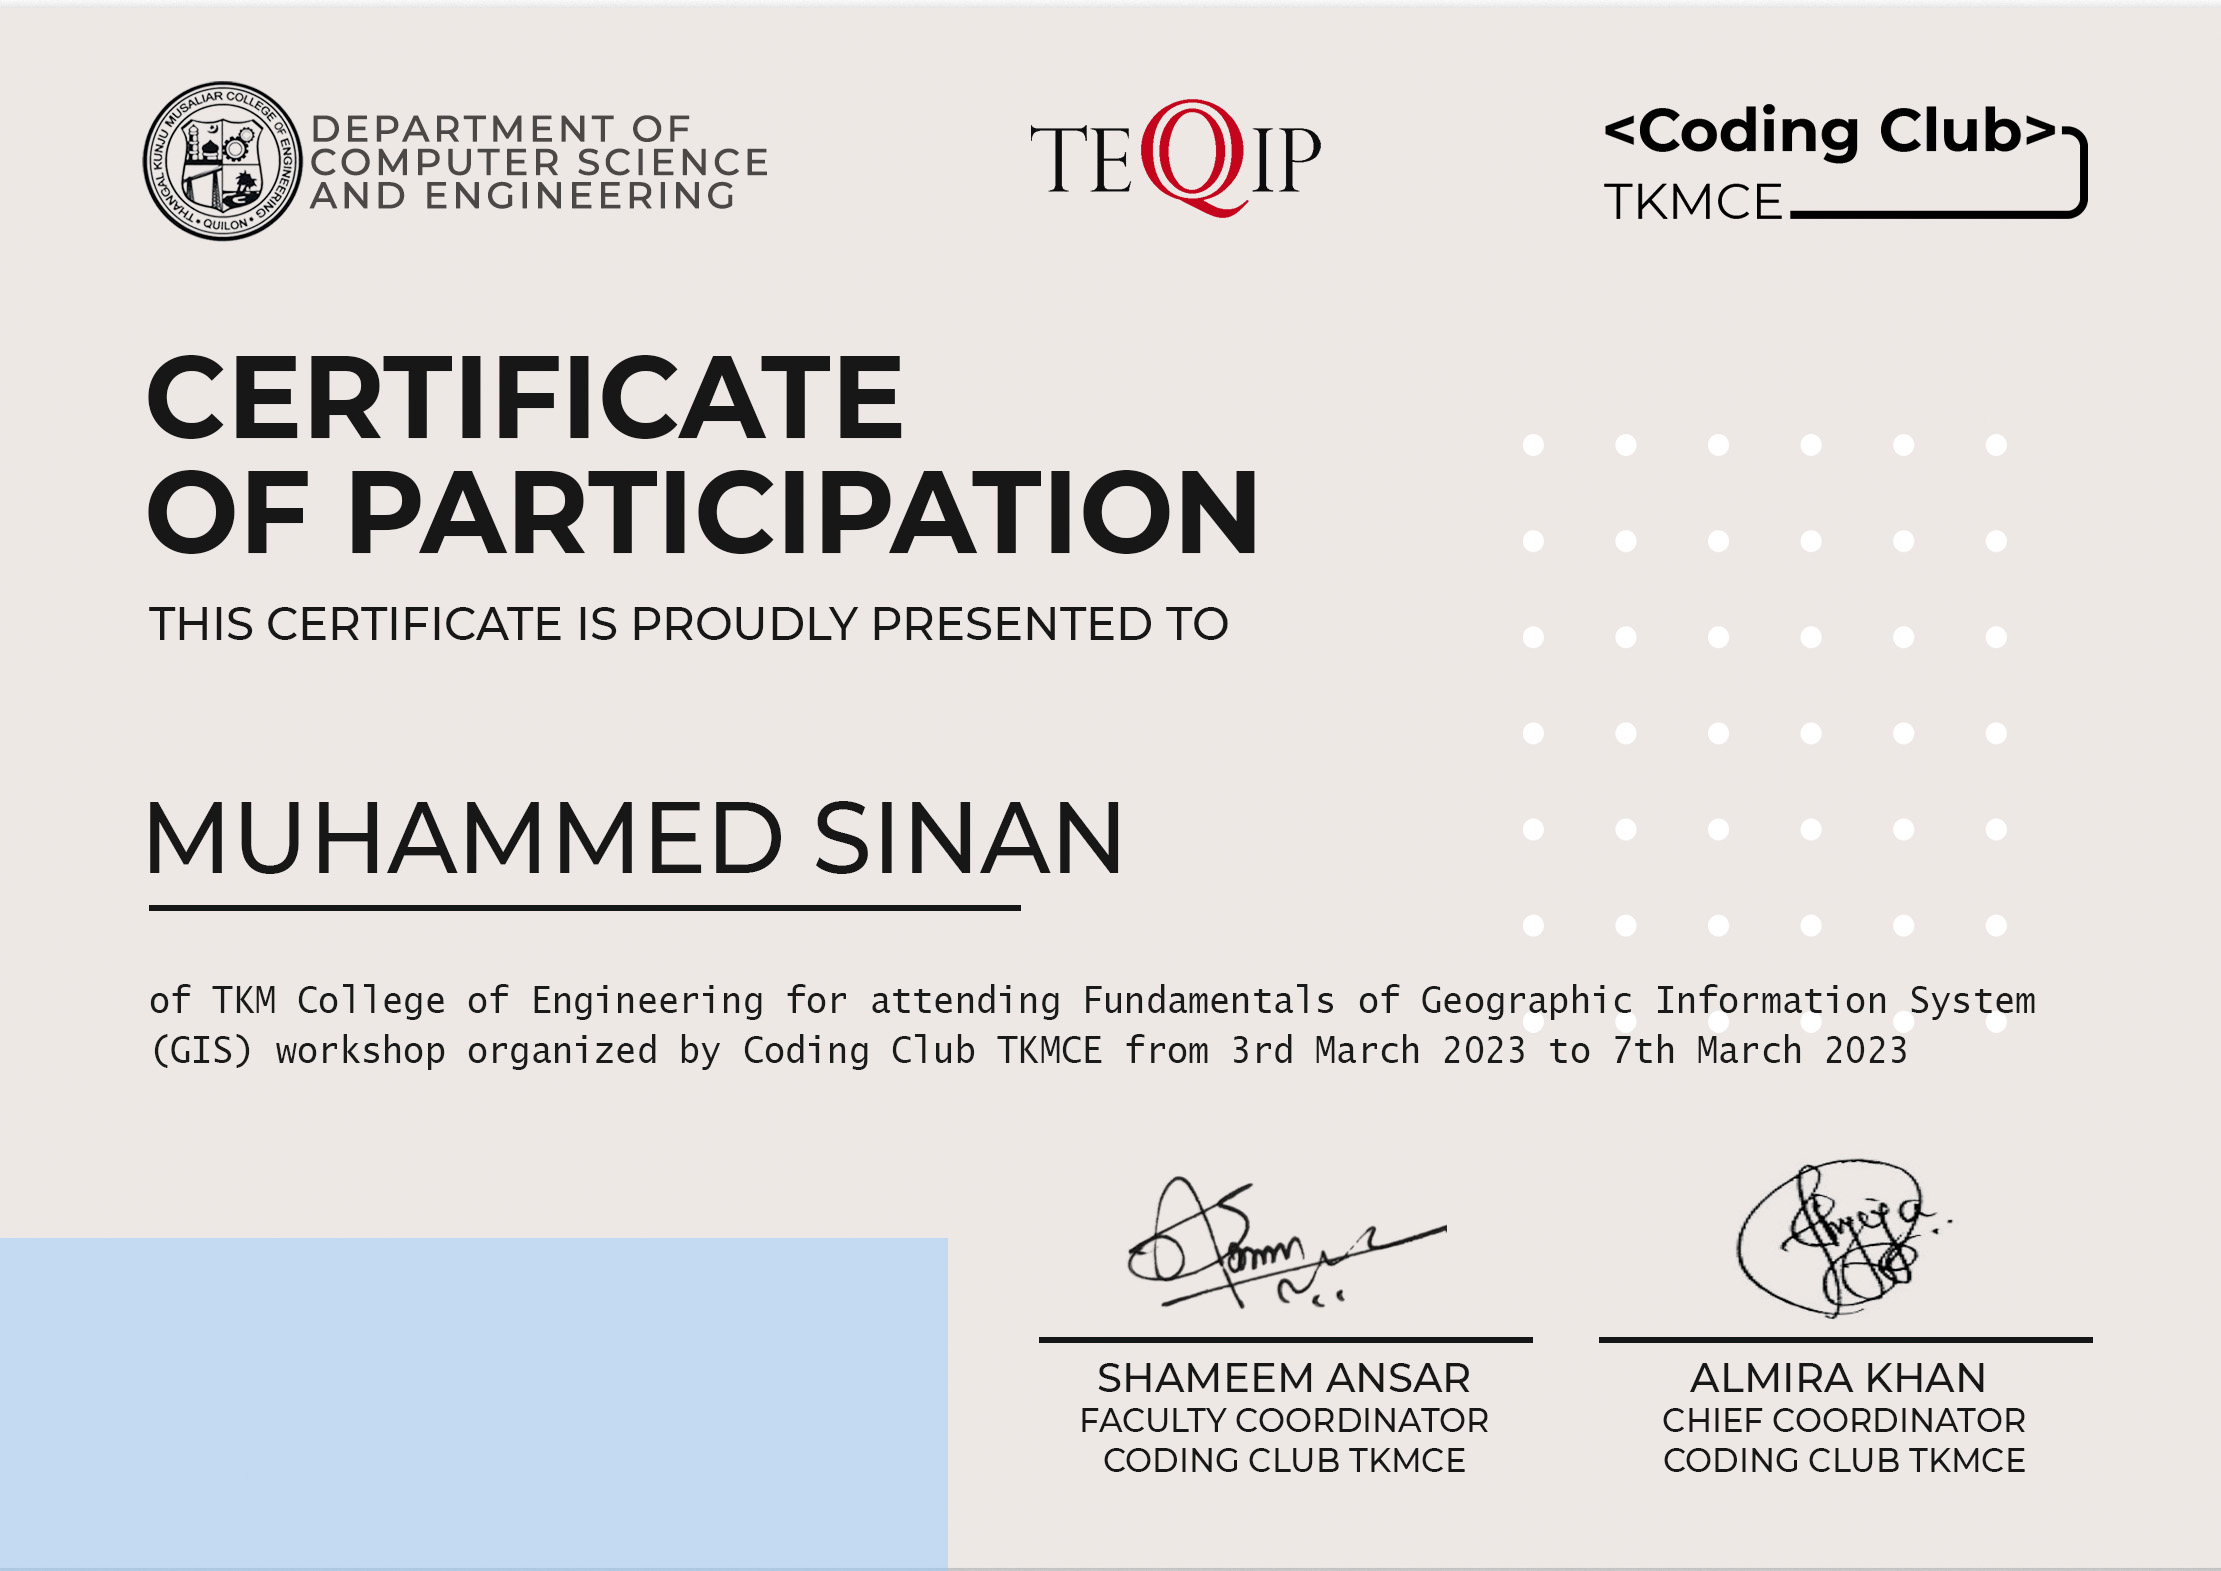 THANGAL KUNJU MUSALIAR COLLEGE OF ENGINEERING
• QUILON •
DEPARTMENT OF
COMPUTER SCIENCE
AND ENGINEERING
TEQIP
<Coding Club>
TKMCE
CERTIFICATE
OF PARTICIPATION
THIS CERTIFICATE IS PROUDLY PRESENTED TO
MUHAMMED SINAN
of TKM College of Engineering for attending Fundamentals of Geographic Information System
(GIS) workshop organized by Coding Club TKMCE from 3rd March 2023 to 7th March 2023
SHAMEEM ANSAR
FACULTY COORDINATOR
CODING CLUB TKMCE
ALMIRA KHAN
CHIEF COORDINATOR
CODING CLUB TKMCE